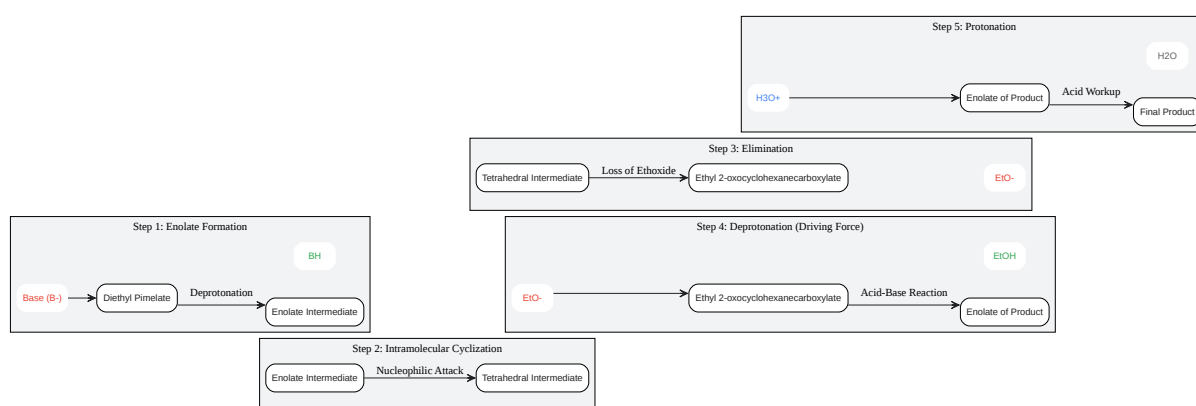 Step 1: Enolate Formation
BH
Base (B-)
Diethyl Pimelate
Deprotonation
Enolate Intermediate
Step 2: Intramolecular Cyclization
Enolate Intermediate
Nucleophilic Attack
Tetrahedral Intermediate
Step 3: Elimination
Tetrahedral Intermediate
Loss of Ethoxide
Ethyl 2-oxocyclohexanecarboxylate
EtO-
Step 4: Deprotonation (Driving Force)
EtOH
EtO-
Ethyl 2-oxocyclohexanecarboxylate
Acid-Base Reaction
Enolate of Product
Step 5: Protonation
H2O
H3O+
Enolate of Product
Acid Workup
Final Product